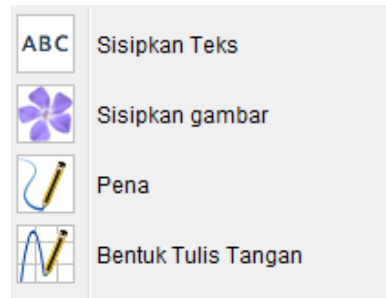 ABC Sisipkan Teks
Sisipkan gambar
Pena
Bentuk Tulis Tangan